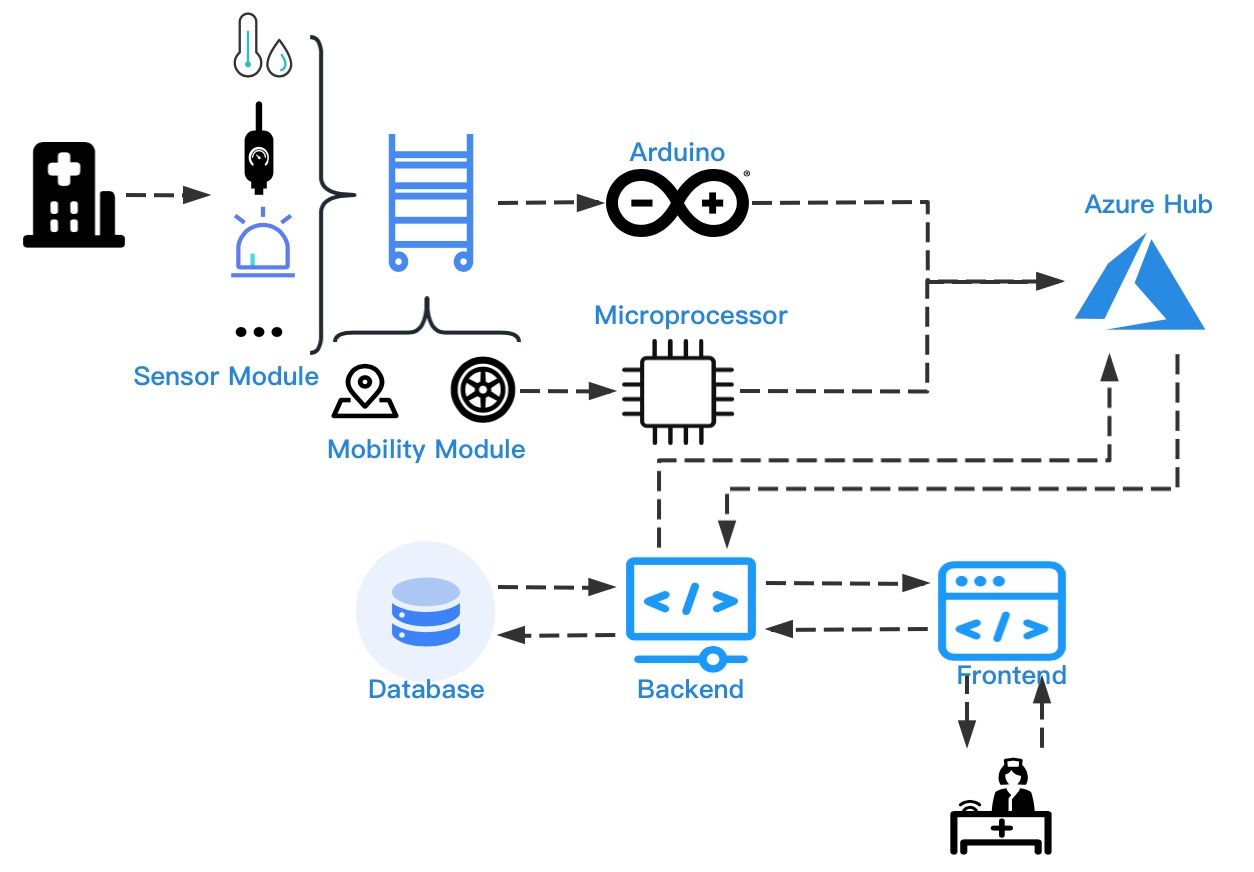 Arduino
Azure Hub
Microprocessor
Sensor Module
Mobility Module
Database
Backend
Frontend